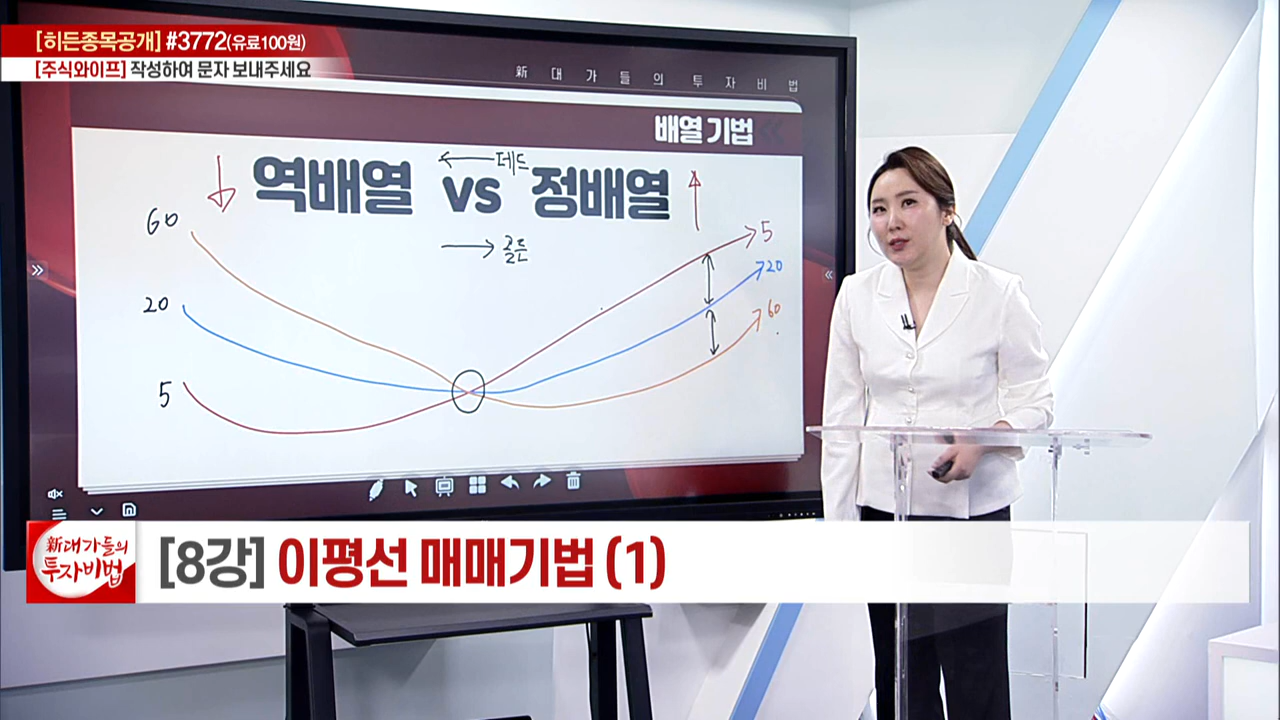 [히든종목공개] #3772(유료100원)
[주식와이프] 작성하여 문자 보내주세요
新 대 가 들 의 투 자 비 법
배열 기법
←데드
역배열 vs 정배열
→ 골든
60
20
5
5
20
60
新대가들의
투자비법
[8강] 이평선 매매기법 (1)